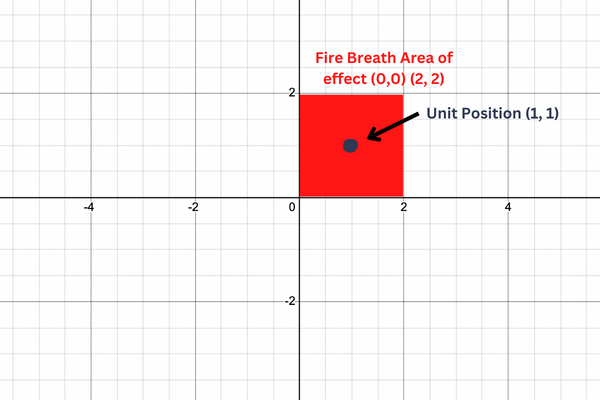 Fire Breath Area of
effect (0,0) (2, 2)
2
Unit Position (1, 1)
-4
-2
0
2
4
-2